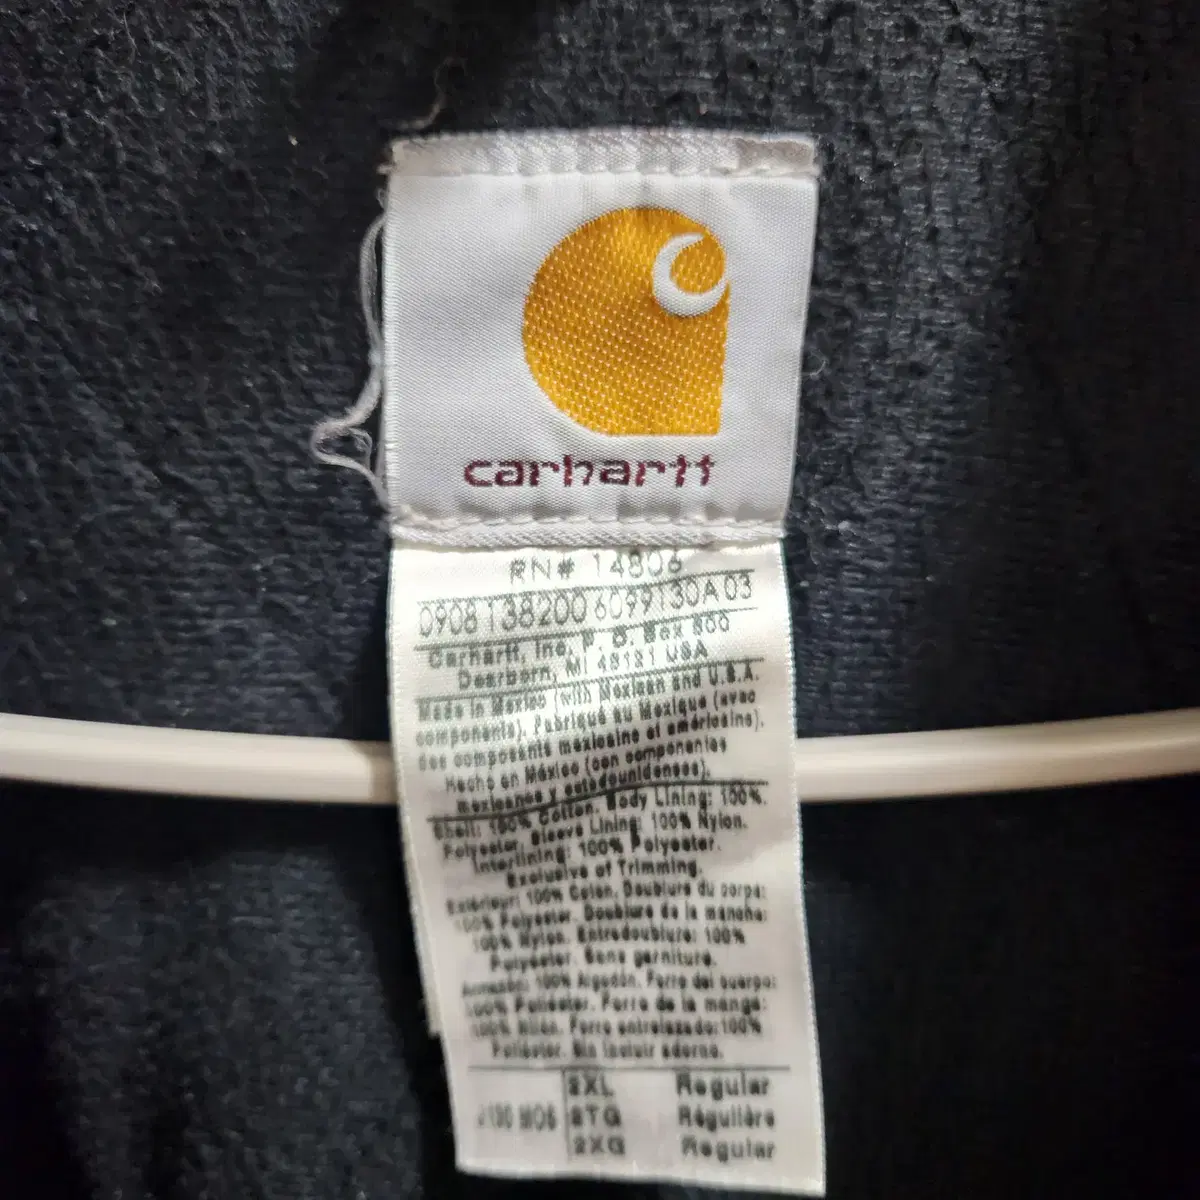 carhartt
RN# 14806
0908 138200 6099130A 03
Carhartt, Inc. P. O. Box 600
Dearborn, MI 48121 USA
Made in Mexico (with Mexican and U.S.A.
components). Fabriqué au Mexique (avec
des composants mexicains et américains).
Hecho en México (con componentes
mexicanos y estadounidenses).
Shell: 100% Cotton. Body Lining: 100%
Polyester. Sleeve Lining: 100% Nylon.
Interlining: 100% Polyester.
Exclusive of Trimming.
Extérieur: 100% Coton. Doublure du corps:
100% Polyester. Doublure de la manche:
100% Nylon. Entredoublure: 100%
Polyester. Sans garniture.
100% Algodón. Forro del cuerpo:
100% Poliéster. Forro de la manga:
100% Nilón. Forro entrelazado: 100%
Poliéster. Sin incluir adorno.
2XL Regular
J130 MOS 2TG Régulière
2XG Regular